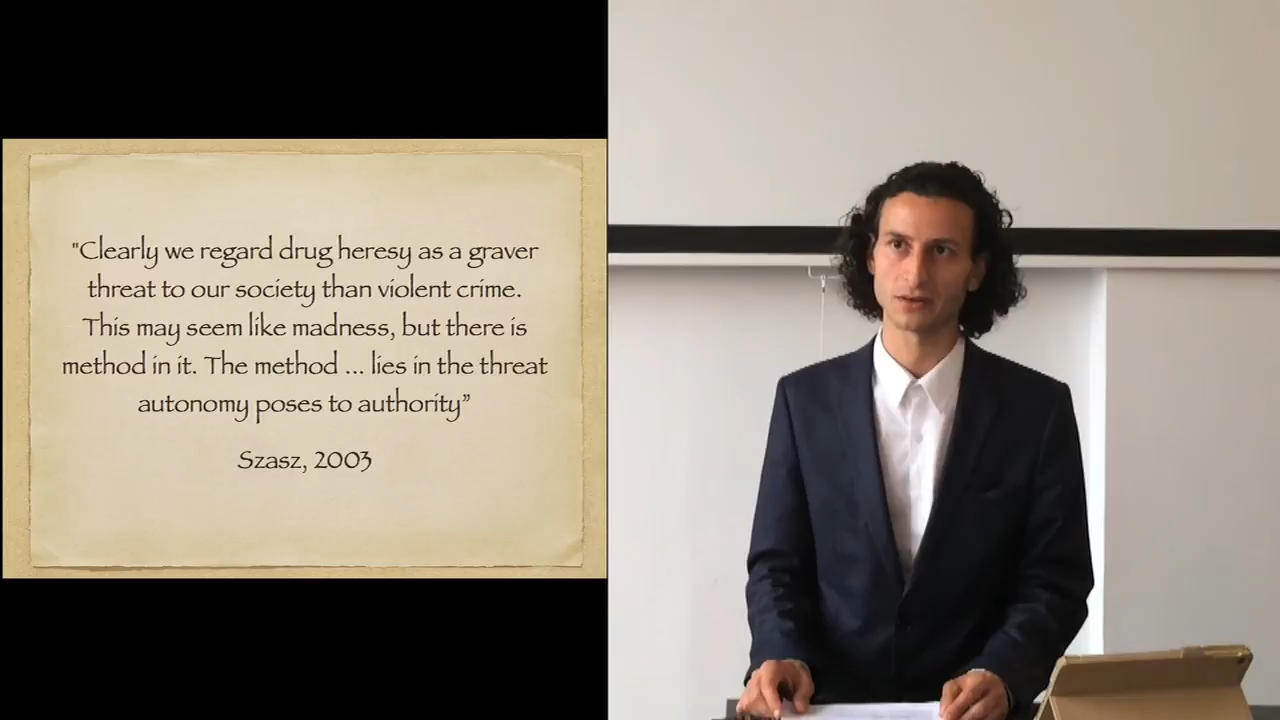 "Clearly we regard drug heresy as a graver
threat to our society than violent crime.
This may seem like madness, but there is
method in it. The method ... lies in the threat
autonomy poses to authority”
Szasz, 2003